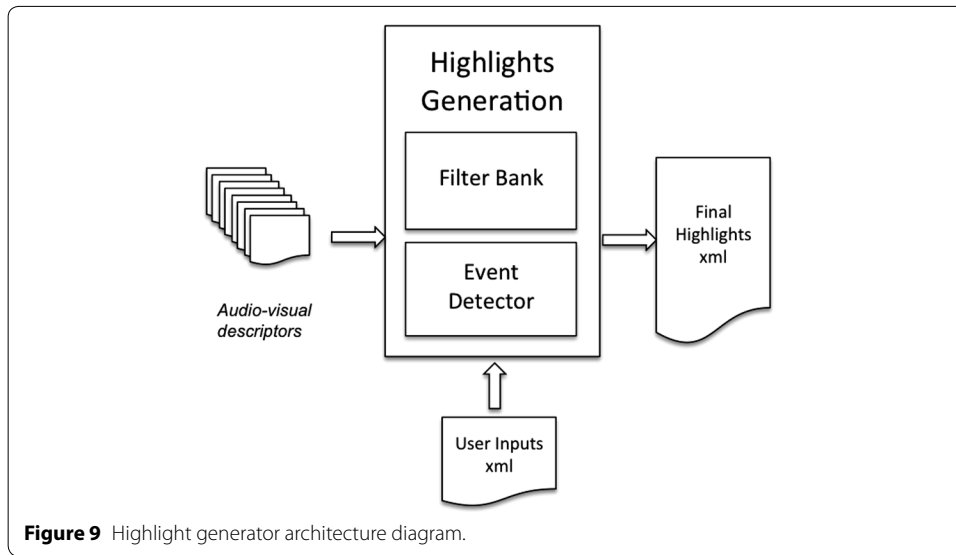 Highlights
Generation
Filter Bank
Event
Detector
Audio-visual
descriptors
Final
Highlights
xml
User Inputs
xml
Figure 9 Highlight generator architecture diagram.